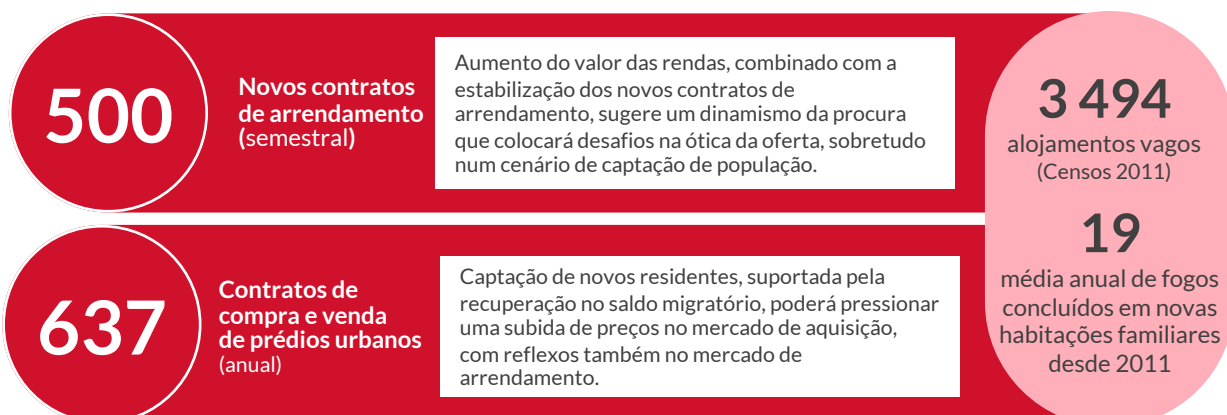 500
Novos contratos
de arrendamento
(semestral)
Aumento do valor das rendas, combinado com a
estabilização dos novos contratos de
arrendamento, sugere um dinamismo da procura
que colocará desafios na ótica da oferta, sobretudo
num cenário de captação de população.
637
Contratos de
compra e venda
de prédios urbanos
(anual)
Captação de novos residentes, suportada pela
recuperação no saldo migratório, poderá pressionar
uma subida de preços no mercado de aquisição,
com reflexos também no mercado de
arrendamento.
3 494
alojamentos vagos
(Censos 2011)
19
média anual de fogos
concluídos em novas
habitações familiares
desde 2011